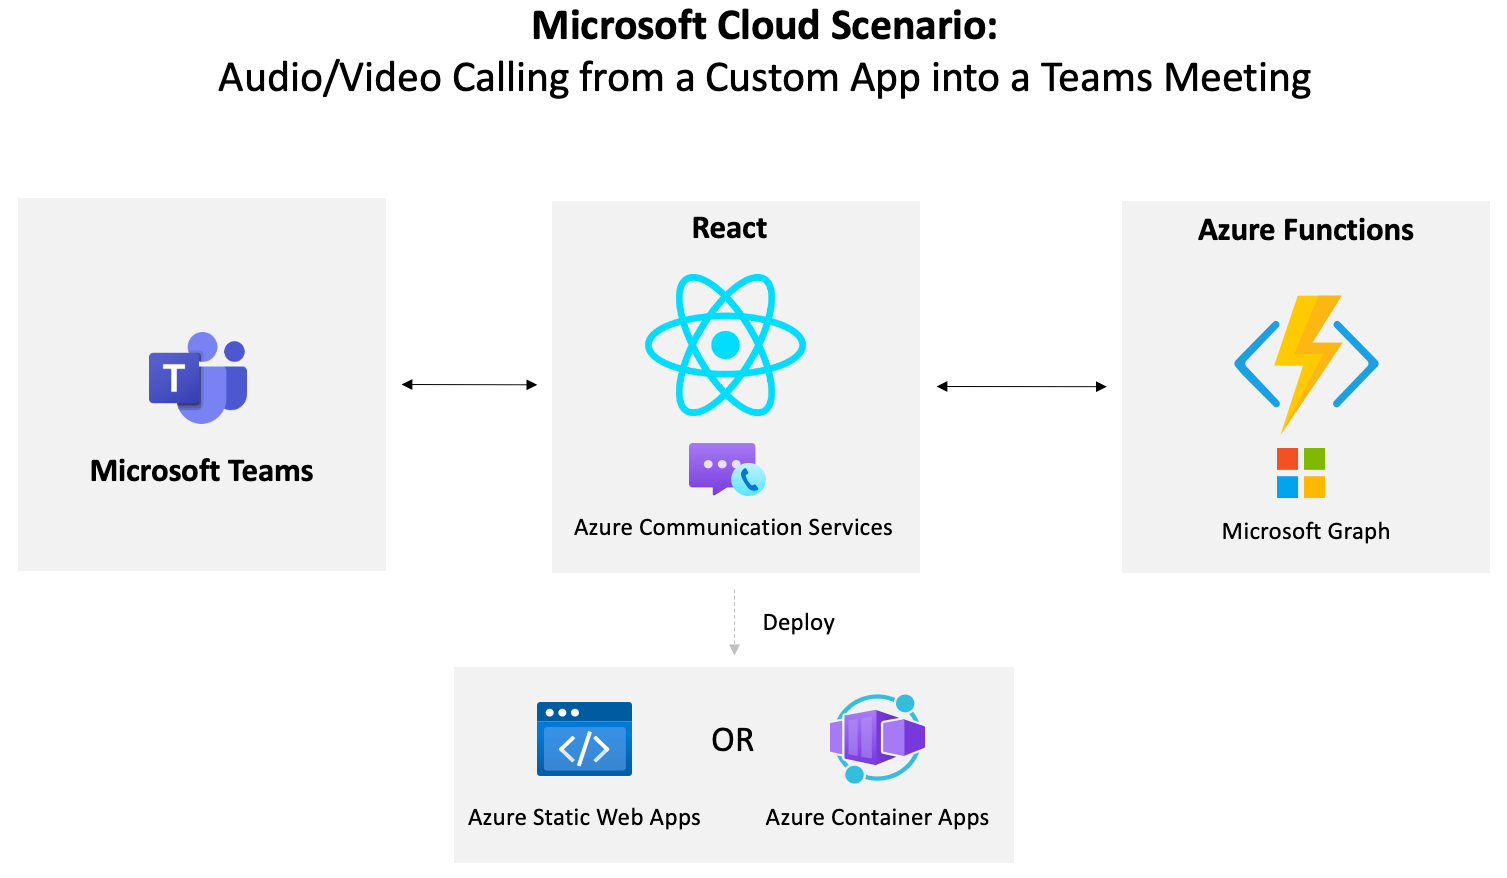 Microsoft Cloud Scenario:
Audio/Video Calling from a Custom App into a Teams Meeting
T
Microsoft Teams
React
Azure Communication Services
Azure Functions
Microsoft Graph
Deploy
</>
OR
Azure Static Web Apps
Azure Container Apps